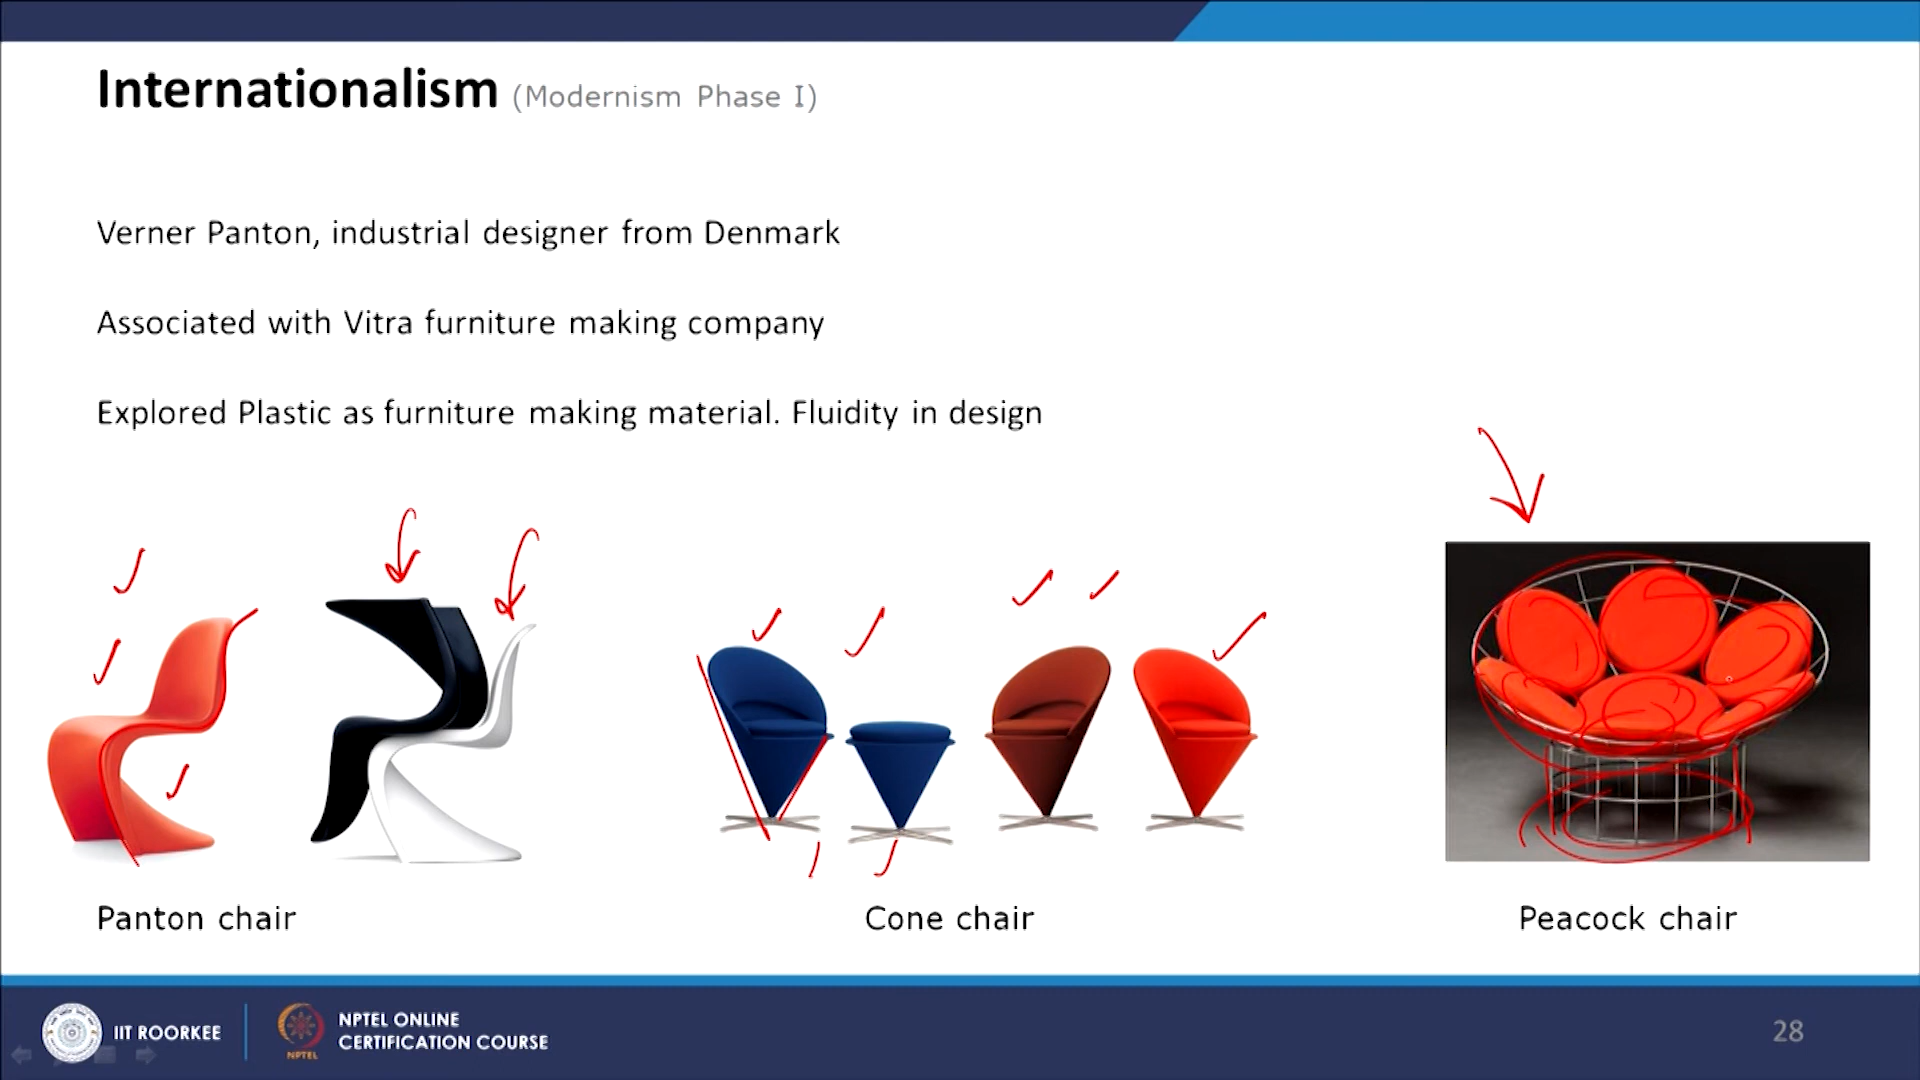 Internationalism (Modernism Phase I)
Verner Panton, industrial designer from Denmark
Associated with Vitra furniture making company
Explored Plastic as furniture making material. Fluidity in design
Panton chair
Cone chair
Peacock chair
IIT ROORKEE
NPTEL
NPTEL ONLINE
CERTIFICATION COURSE
28